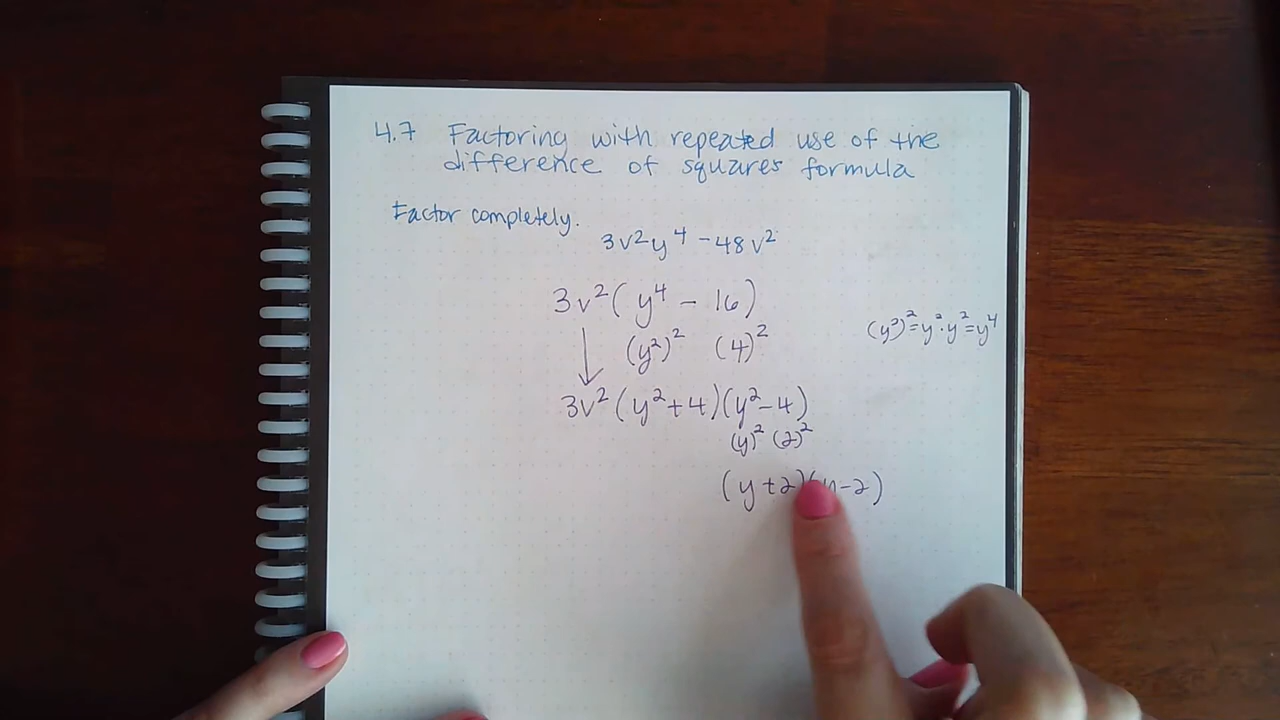 4.7 Factoring with repeated use of the
difference of squares formula
Factor completely.
3v²y⁴ - 48v²
3v²(y⁴ - 16)
(y²)² (4)²
(y²)² = y² · y² = y⁴
3v²(y²+4)(y²-4)
(y)² (2)²
(y+2)(y-2)